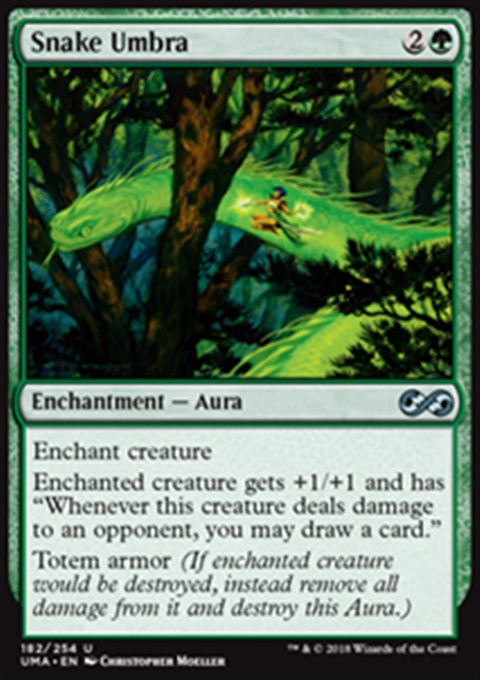 Snake Umbra 2
Enchantment — Aura
Enchant creature
Enchanted creature gets +1/+1 and has
“Whenever this creature deals damage
to an opponent, you may draw a card.”
Totem armor (If enchanted creature
would be destroyed, instead remove all
damage from it and destroy this Aura.)
182/254 U
™ & © 2018 Wizards of the Coast
UMA • EN Christopher Moeller